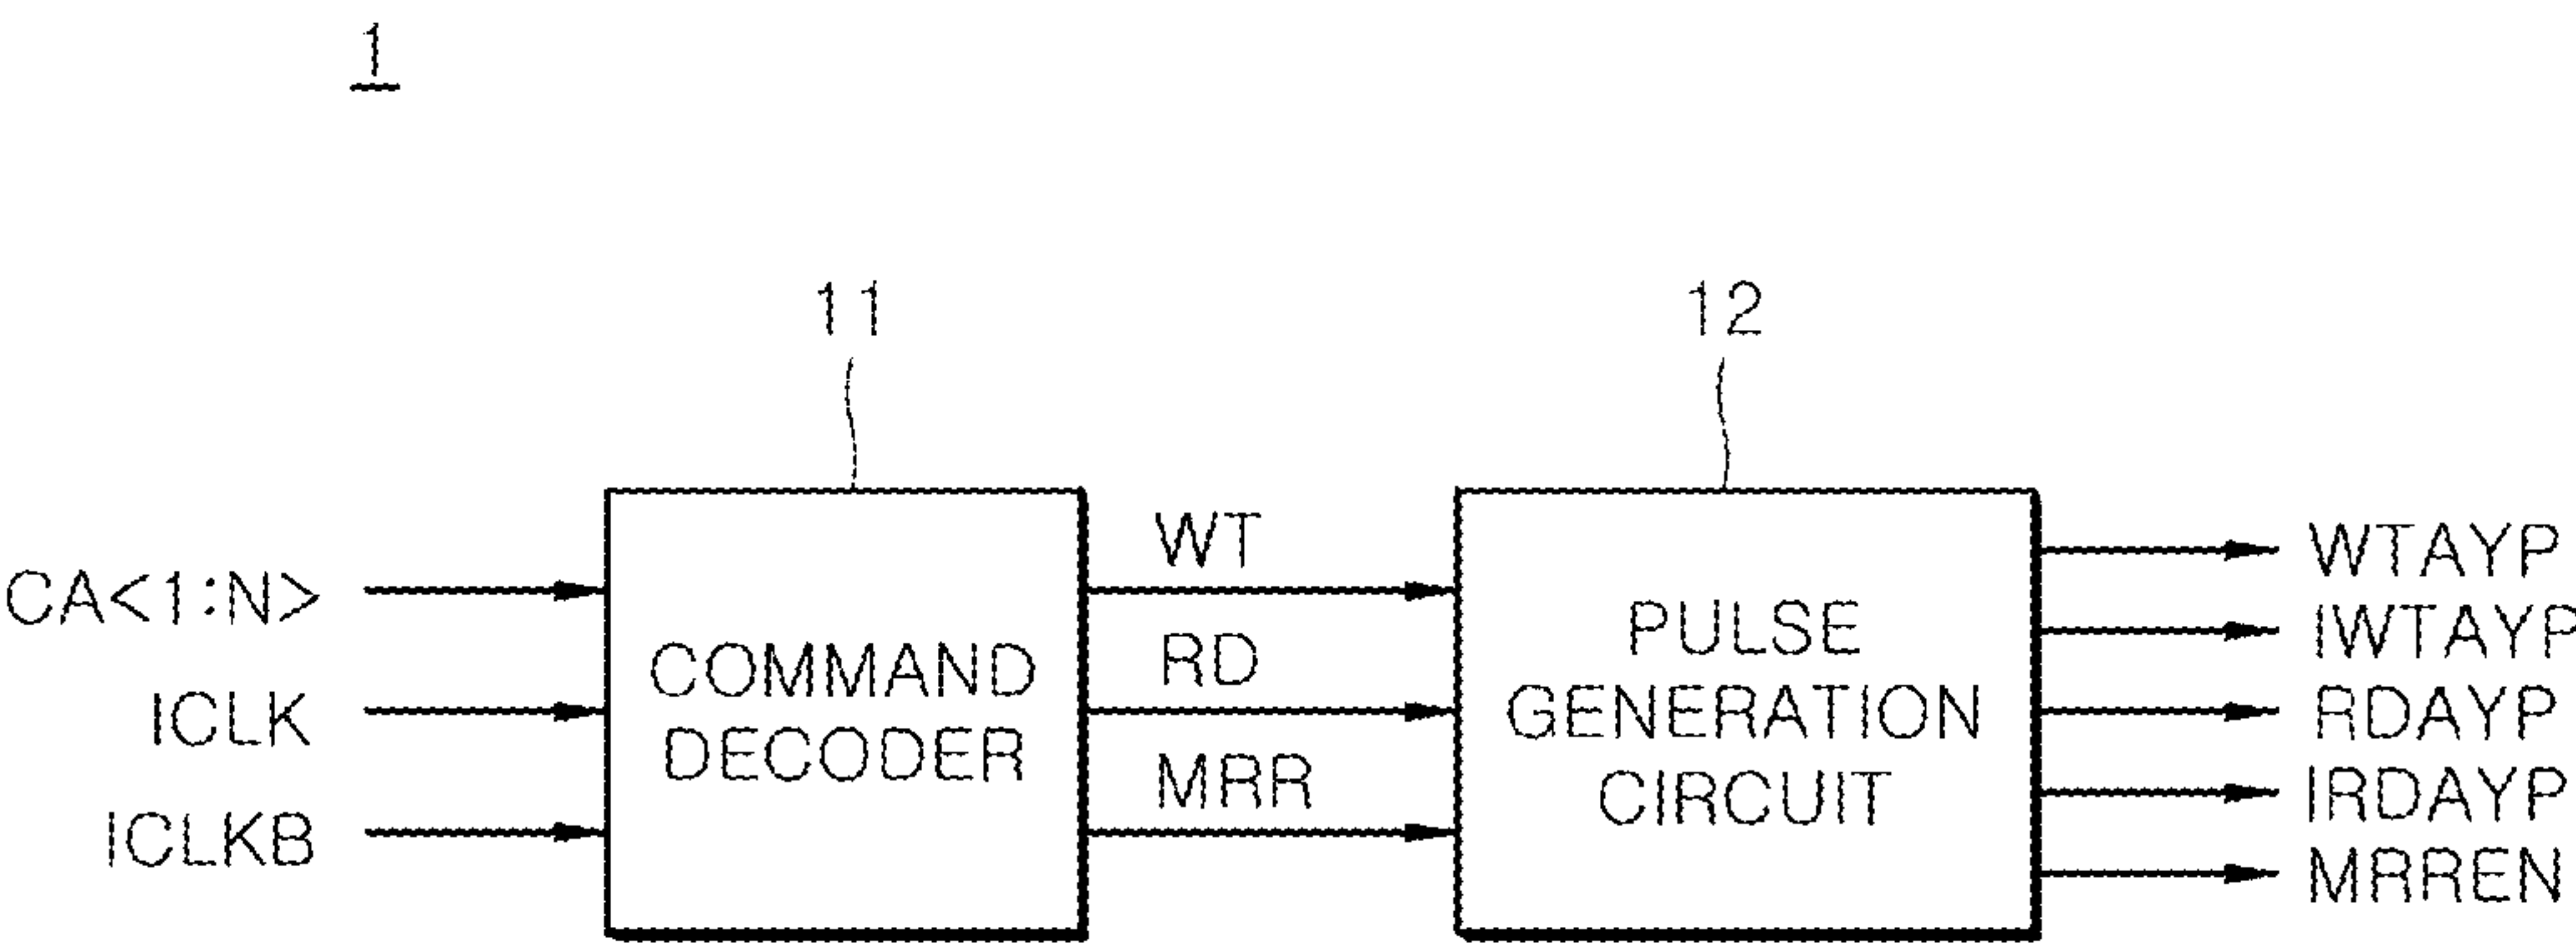 1
11
12
CA<1:N>
ICLK
ICLKB
COMMAND
DECODER
WT
RD
MRR
PULSE
GENERATION
CIRCUIT
WTAYP
IWTAYP
RDAYP
IRDAYP
MRREN